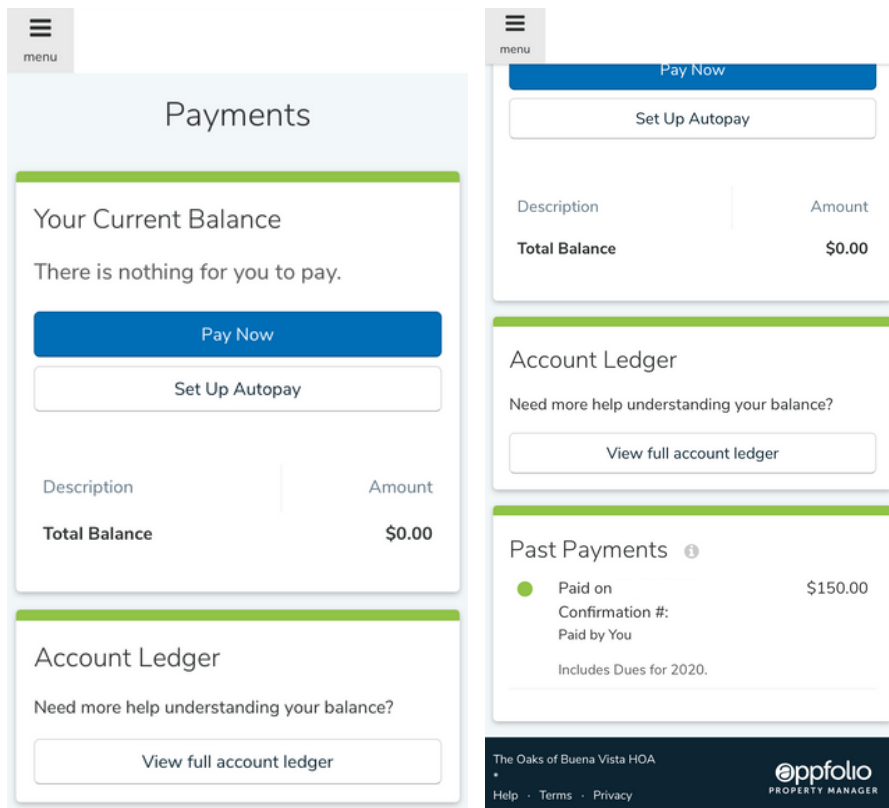 menu
Payments
Your Current Balance
There is nothing for you to pay.
Pay Now
Set Up Autopay
Description Amount
Total Balance $0.00
Account Ledger
Need more help understanding your balance?
View full account ledger
menu
Pay Now
Set Up Autopay
Description Amount
Total Balance $0.00
Account Ledger
Need more help understanding your balance?
View full account ledger
Past Payments
Paid on $150.00
Confirmation #:
Paid by You
Includes Dues for 2020.
The Oaks of Buena Vista HOA
*
Help · Terms · Privacy
appfolio
PROPERTY MANAGER